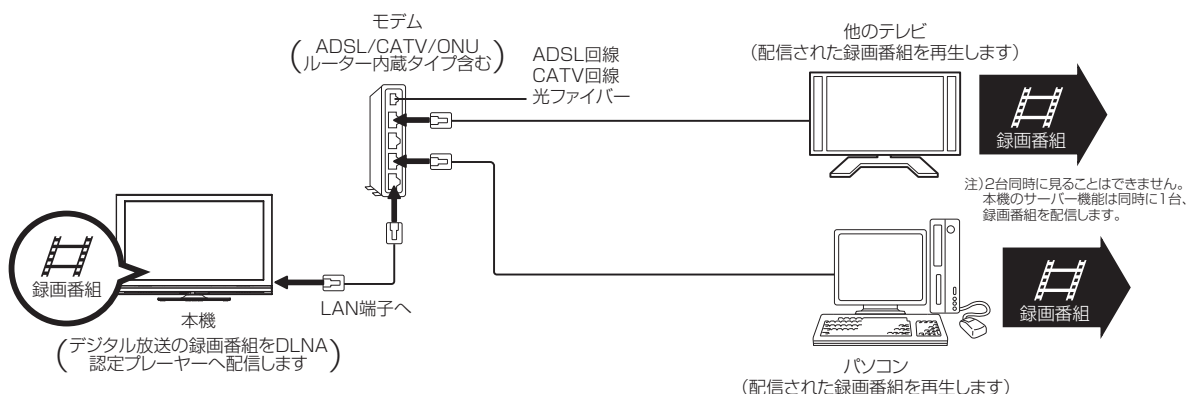 モデム
(ADSL/CATV/ONU
ルーター内蔵タイプ含む)
ADSL回線
CATV回線
光ファイバー
他のテレビ
(配信された録画番組を再生します)
録画番組
注)2台同時に見ることはできません。
本機のサーバー機能は同時に1台、
録画番組を配信します。
録画番組
LAN端子へ
本機
(デジタル放送の録画番組をDLNA
認定プレーヤーへ配信します)
録画番組
パソコン
(配信された録画番組を再生します)